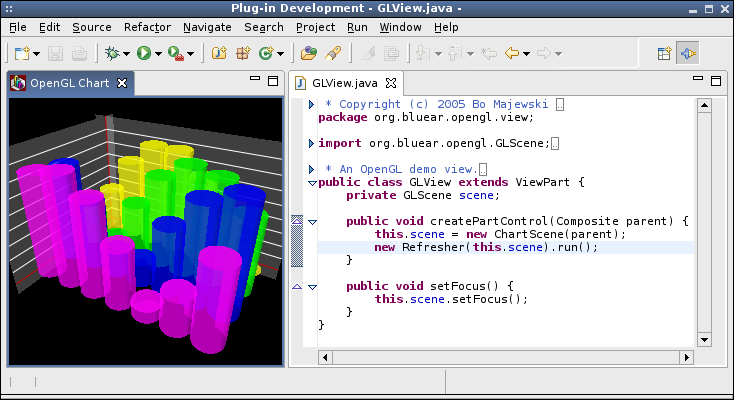 Plug-in Development - GLView.java -
File Edit Source Refactor Navigate Search Project Run Window Help
OpenGL Chart
GLView.java
* Copyright (c) 2005 Bo Majewski
package org.bluear.opengl.view;
import org.bluear.opengl.GLScene;
* An OpenGL demo view.
public class GLView extends ViewPart {
private GLScene scene;
public void createPartControl(Composite parent) {
this.scene = new ChartScene(parent);
new Refresher(this.scene).run();
}
public void setFocus() {
this.scene.setFocus();
}
}